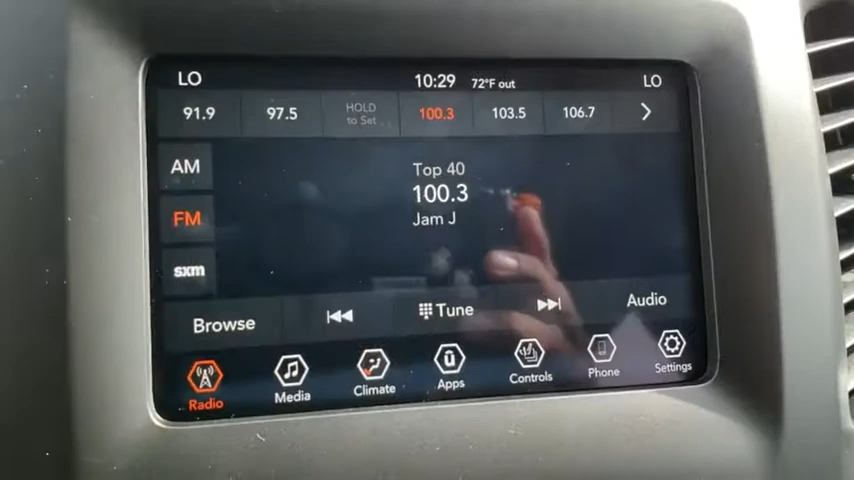 LO 10:29 72°F out LO
91.9 97.5 HOLD to Set 100.3 103.5 106.7
AM
FM
sxm
Top 40
100.3
Jam J
Browse Tune Audio
Radio Media Climate Apps Controls Phone Settings